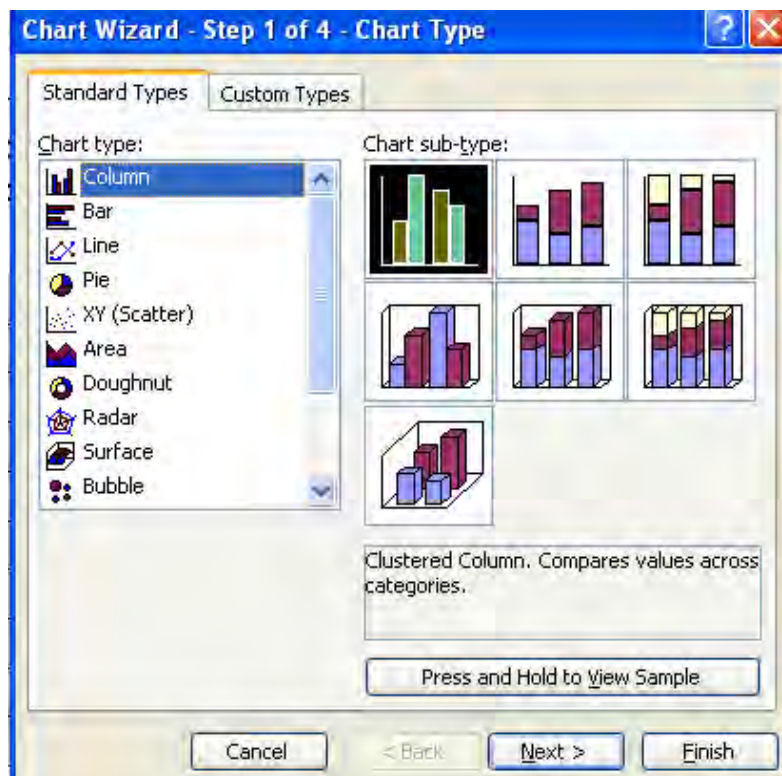 Chart Wizard - Step 1 of 4 - Chart Type
Standard Types
Custom Types
Chart type:
Column
Bar
Line
Pie
XY (Scatter)
Area
Doughnut
Radar
Surface
Bubble
Chart sub-type:
Clustered Column. Compares values across
categories.
Press and Hold to View Sample
Cancel
< Back
Next >
Finish